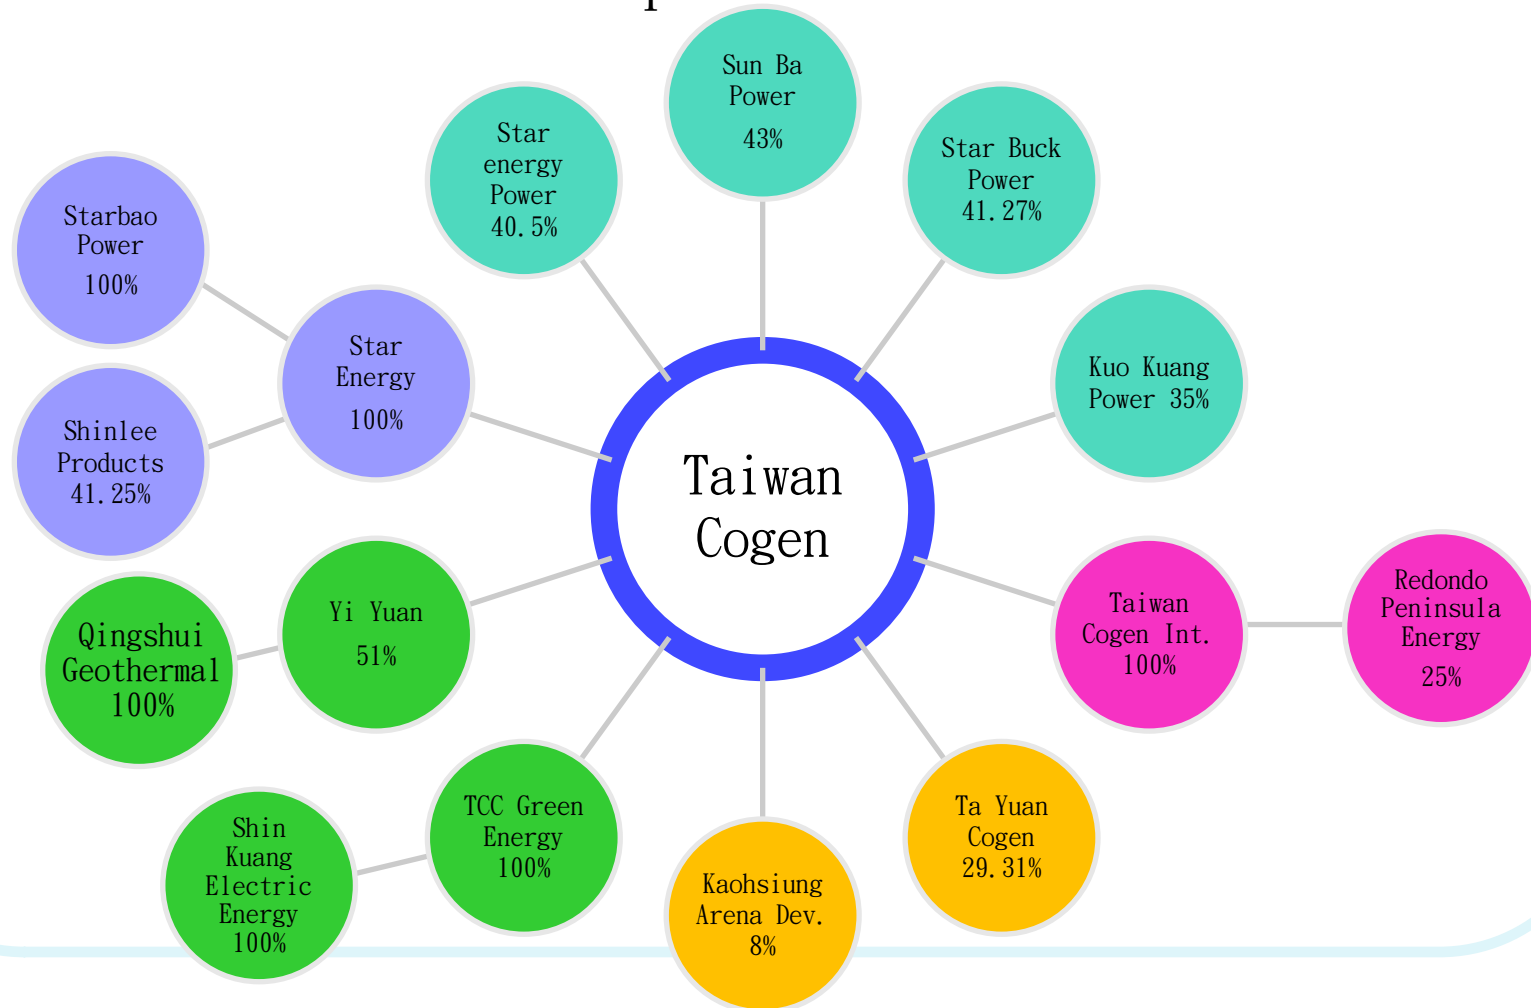 Sun Ba
Power
43%
Star
energy
Power
40.5%
Star Buck
Power
41.27%
Starbao
Power
100%
Star
Energy
100%
Kuo Kuang
Power 35%
Shinlee
Products
41.25%
Taiwan
Cogen
Yi Yuan
51%
Qingshui
Geothermal
100%
Taiwan
Cogen Int.
100%
Redondo
Peninsula
Energy
25%
TCC Green
Energy
100%
Shin
Kuang
Electric
Energy
100%
Kaohsiung
Arena Dev.
8%
Ta Yuan
Cogen
29.31%